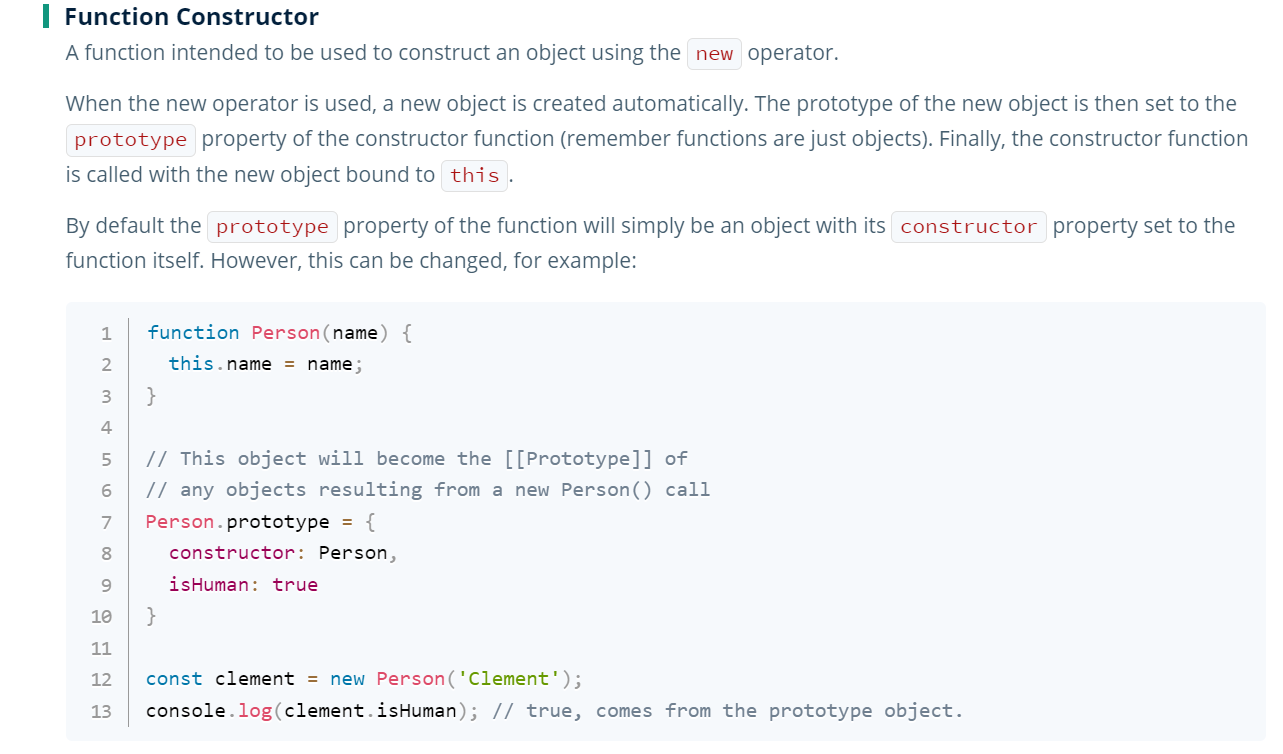 Function Constructor
A function intended to be used to construct an object using the new operator.
When the new operator is used, a new object is created automatically. The prototype of the new object is then set to the
prototype property of the constructor function (remember functions are just objects). Finally, the constructor function
is called with the new object bound to this.
By default the prototype property of the function will simply be an object with its constructor property set to the
function itself. However, this can be changed, for example:
1 function Person(name) {
2   this.name = name;
3 }
4
5 // This object will become the [[Prototype]] of
6 // any objects resulting from a new Person() call
7 Person.prototype = {
8   constructor: Person,
9   isHuman: true
10 }
11
12 const clement = new Person('Clement');
13 console.log(clement.isHuman); // true, comes from the prototype object.